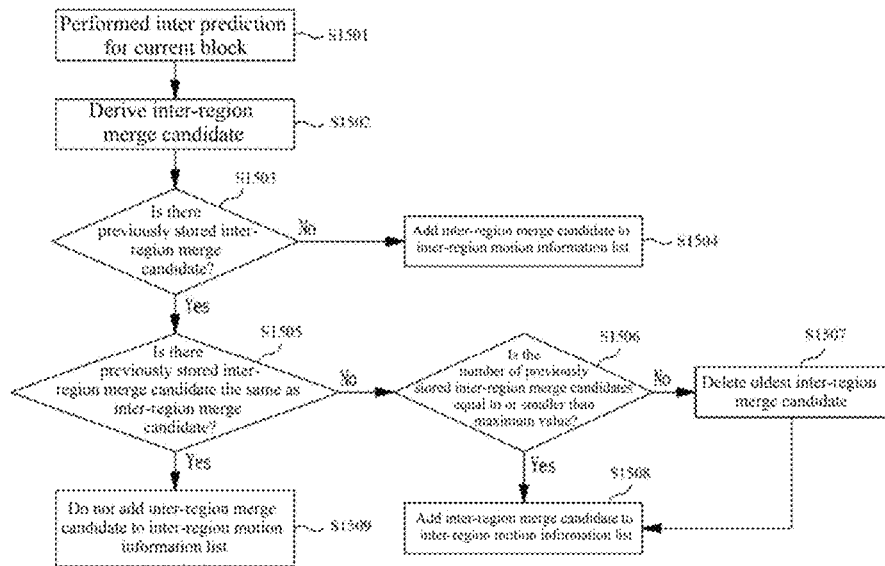 Performed inter prediction
for current block
S1501
Derive inter-region
merge candidate
S1502
S1503
Is there
previously stored inter-
region merge
candidate?
No
Add inter-region merge candidate to
inter-region motion information list
S1504
Yes
S1505
Is there
previously stored inter-
region merge candidate the same as
inter-region merge
candidate?
No
S1506
Is the
number of previously
stored inter-region merge candidates
equal to or smaller than
maximum value?
No
S1507
Delete oldest inter-region
merge candidate
Yes
Yes
S1508
Do not add inter-region merge
candidate to inter-region motion
information list
S1509
Add inter-region merge candidate to
inter-region motion information list